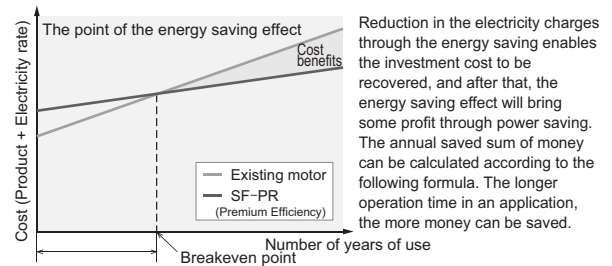 The point of the energy saving effect
Cost
benefits
Cost (Product + Electricity rate)
Existing motor
SF-PR
(Premium Efficiency)
Number of years of use
Breakeven point
Reduction in the electricity charges
through the energy saving enables
the investment cost to be
recovered, and after that, the
energy saving effect will bring
some profit through power saving.
The annual saved sum of money
can be calculated according to the
following formula. The longer
operation time in an application,
the more money can be saved.